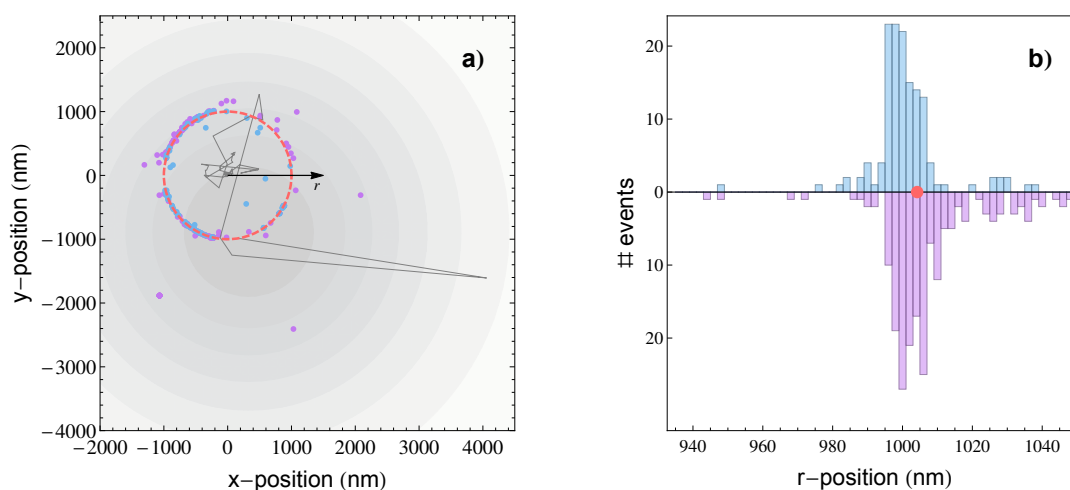 a)
y−position (nm)
2000
1000
0
−1000
−2000
−3000
−4000
r
−2000 −1000 0 1000 2000 3000 4000
x−position (nm)
b)
# events
20
10
0
10
20
940 960 980 1000 1020 1040
r−position (nm)